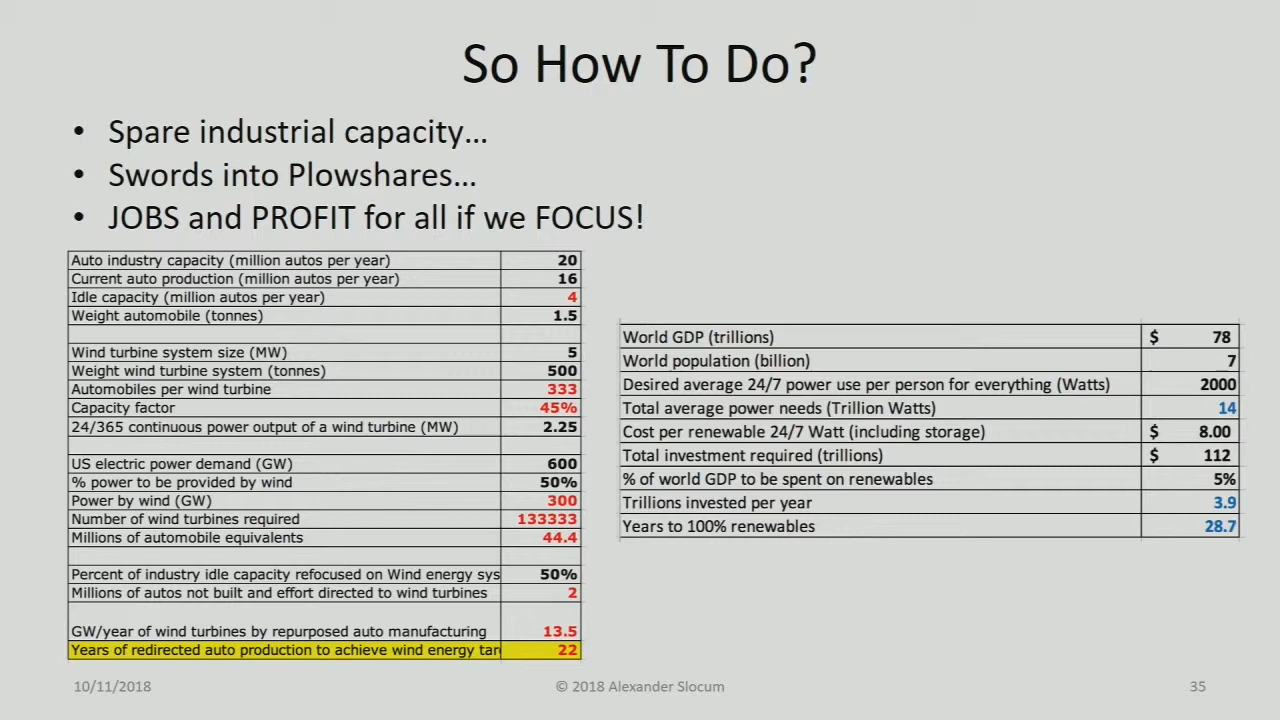 So How To Do?
• Spare industrial capacity...
• Swords into Plowshares...
• JOBS and PROFIT for all if we FOCUS!
Auto industry capacity (million autos per year) 20
Current auto production (million autos per year) 16
Idle capacity (million autos per year) 4
Weight automobile (tonnes) 1.5
Wind turbine system size (MW) 5
Weight wind turbine system (tonnes) 500
Automobiles per wind turbine 333
Capacity factor 45%
24/365 continuous power output of a wind turbine (MW) 2.25
US electric power demand (GW) 600
% power to be provided by wind 50%
Power by wind (GW) 300
Number of wind turbines required 133333
Millions of automobile equivalents 44.4
Percent of industry idle capacity refocused on Wind energy sys 50%
Millions of autos not built and effort directed to wind turbines 2
GW/year of wind turbines by repurposed auto manufacturing 13.5
Years of redirected auto production to achieve wind energy tar 22
World GDP (trillions) $ 78
World population (billion) 7
Desired average 24/7 power use per person for everything (Watts) 2000
Total average power needs (Trillion Watts) 14
Cost per renewable 24/7 Watt (including storage) $ 8.00
Total investment required (trillions) $ 112
% of world GDP to be spent on renewables 5%
Trillions invested per year 3.9
Years to 100% renewables 28.7
10/11/2018 © 2018 Alexander Slocum 35